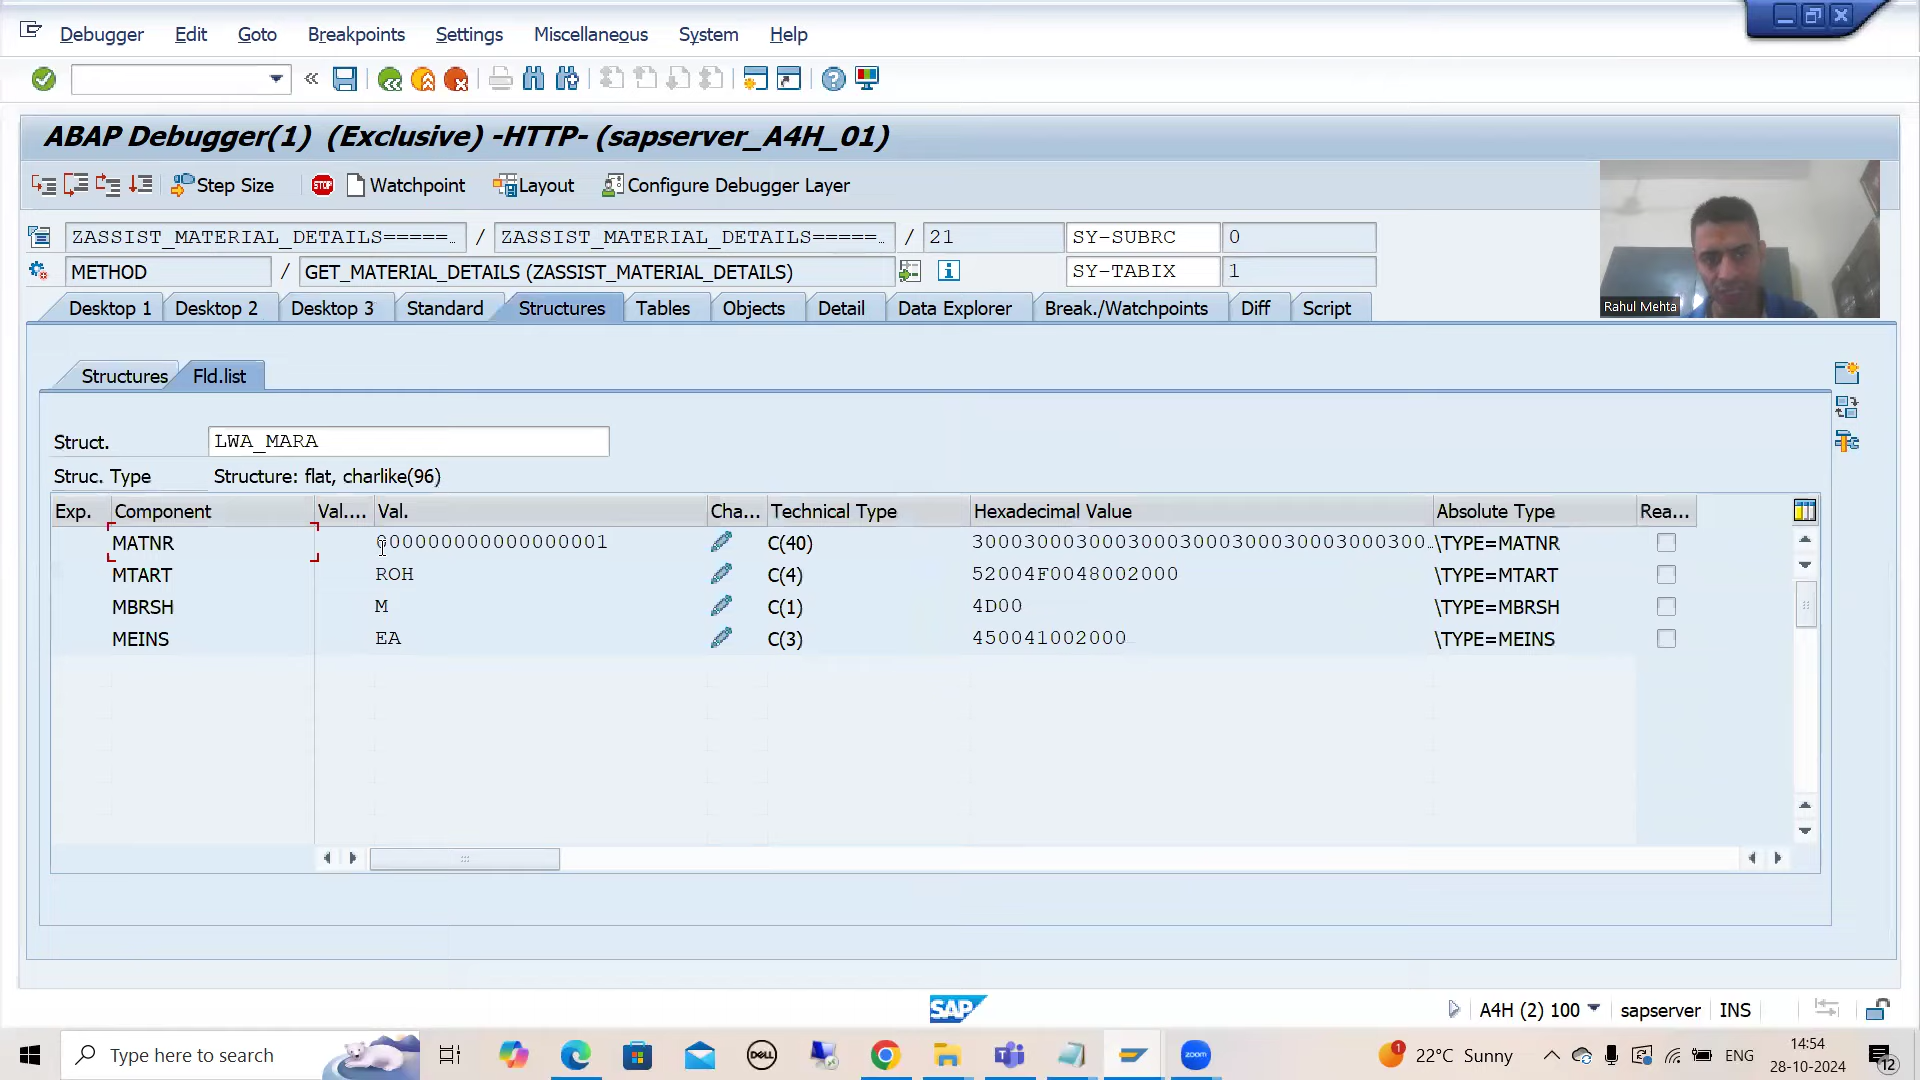 Debugger Edit Goto Breakpoints Settings Miscellaneous System Help
ABAP Debugger(1) (Exclusive) -HTTP- (sapserver_A4H_01)
Step Size STOP Watchpoint Layout Configure Debugger Layer
ZASSIST_MATERIAL_DETAILS=====… / ZASSIST_MATERIAL_DETAILS=====… / 21 SY-SUBRC 0
METHOD / GET_MATERIAL_DETAILS (ZASSIST_MATERIAL_DETAILS) SY-TABIX 1
Rahul Mehta
Desktop 1 Desktop 2 Desktop 3 Standard Structures Tables Objects Detail Data Explorer Break./Watchpoints Diff Script
Structures Fld.list
Struct. LWA_MARA
Struc. Type Structure: flat, charlike(96)
Exp. Component Val.... Val. Cha... Technical Type Hexadecimal Value Absolute Type Rea...
MATNR 000000000000000001 C(40) 30003000300030003000300030003000300… \TYPE=MATNR
MTART ROH C(4) 52004F0048002000 \TYPE=MTART
MBRSH M C(1) 4D00 \TYPE=MBRSH
MEINS EA C(3) 450041002000 \TYPE=MEINS
SAP
A4H (2) 100 sapserver INS
Type here to search DELL zoom 1 22°C Sunny ENG 14:54
28-10-2024 12